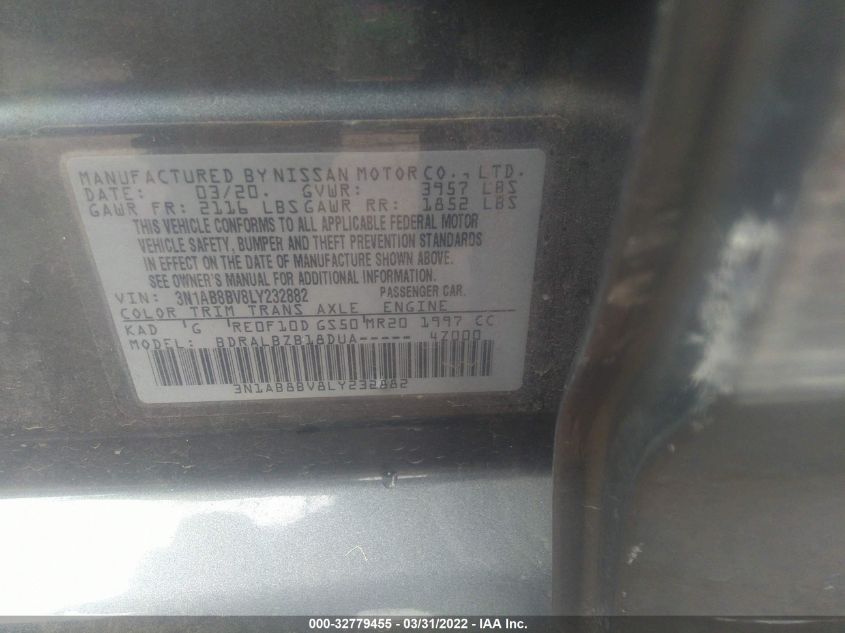 MANUFACTURED BY NISSAN MOTOR CO., LTD.
DATE: 03/20. GVWR: 3957 LBS
GAWR FR: 2116 LBS GAWR RR: 1852 LBS
THIS VEHICLE CONFORMS TO ALL APPLICABLE FEDERAL MOTOR
VEHICLE SAFETY, BUMPER AND THEFT PREVENTION STANDARDS
IN EFFECT ON THE DATE OF MANUFACTURE SHOWN ABOVE.
SEE OWNER'S MANUAL FOR ADDITIONAL INFORMATION.
VIN: 3N1AB8BV8LY232882 PASSENGER CAR.
COLOR TRIM TRANS AXLE ENGINE
KAD 'G RE0F10D GS50 MR20 1997 CC
MODEL: BDRALBZB18DUA----- 47000
3N1AB8BV8LY232882
000-32779455 - 03/31/2022 - IAA Inc.